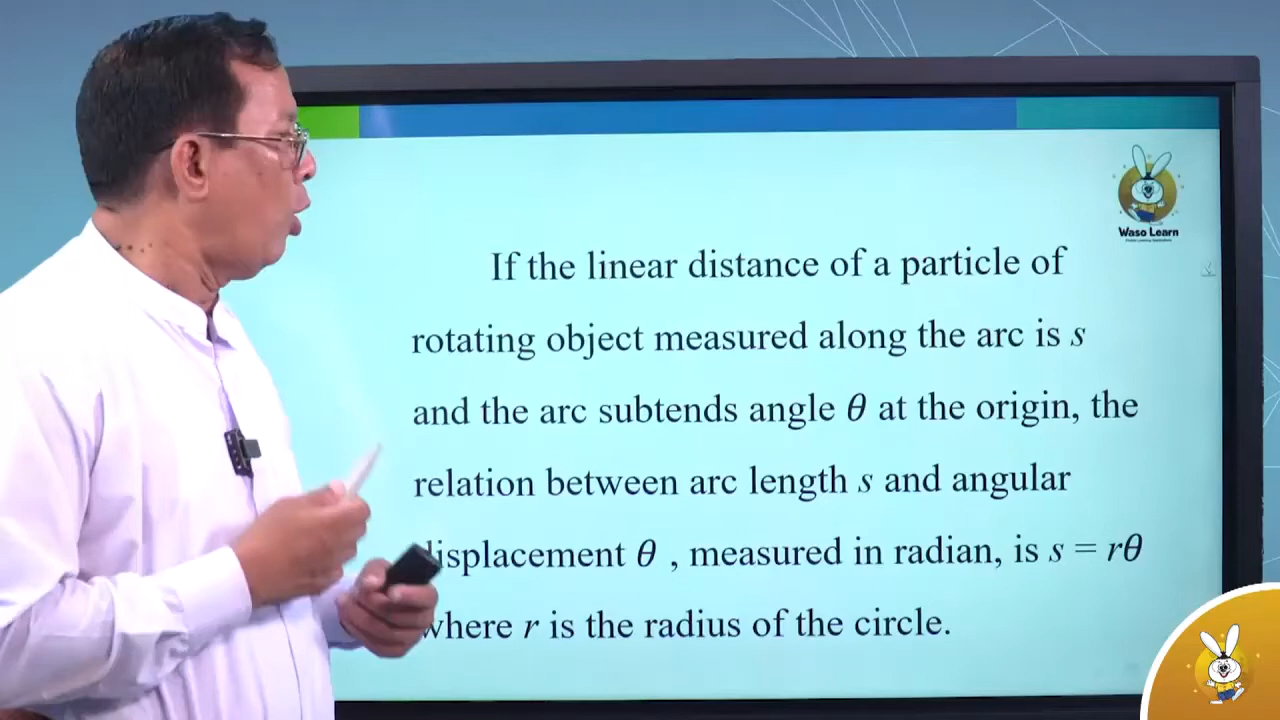 Waso Learn
If the linear distance of a particle of
rotating object measured along the arc is s
and the arc subtends angle θ at the origin, the
relation between arc length s and angular
displacement θ , measured in radian, is s = rθ
where r is the radius of the circle.